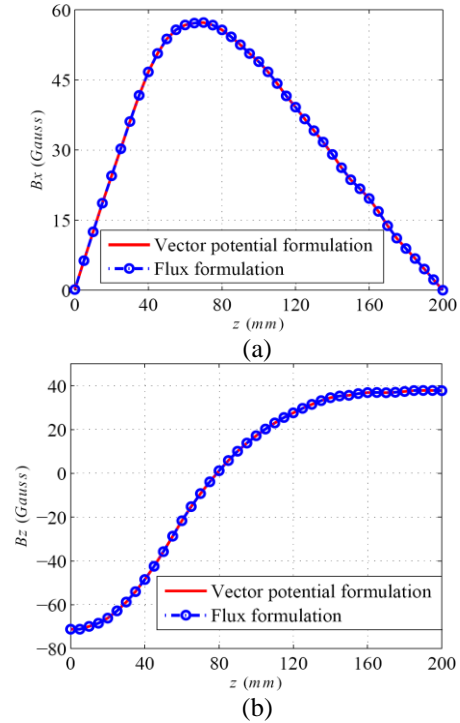 60
45
30
15
0
Bx (Gauss)
Vector potential formulation
Flux formulation
0 40 80 120 160 200
z (mm)
(a)
40
20
0
−20
−40
−60
−80
Bz (Gauss)
Vector potential formulation
Flux formulation
0 40 80 120 160 200
z (mm)
(b)